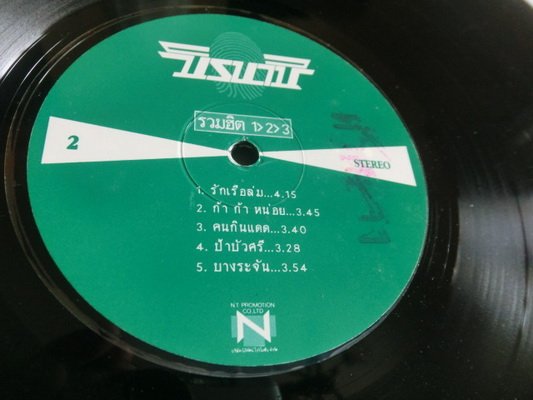 นิรนาม
รวมฮิต 1>2>3
2
STEREO
1. รักเรือล่ม...4.15
2. ก้า ก้า หน่อย...3.45
3. คนกินแดด...3.40
4. ป้าบัวศรี...3.28
5. บางระจัน...3.54
N.T. PROMOTION
CO.,LTD
N